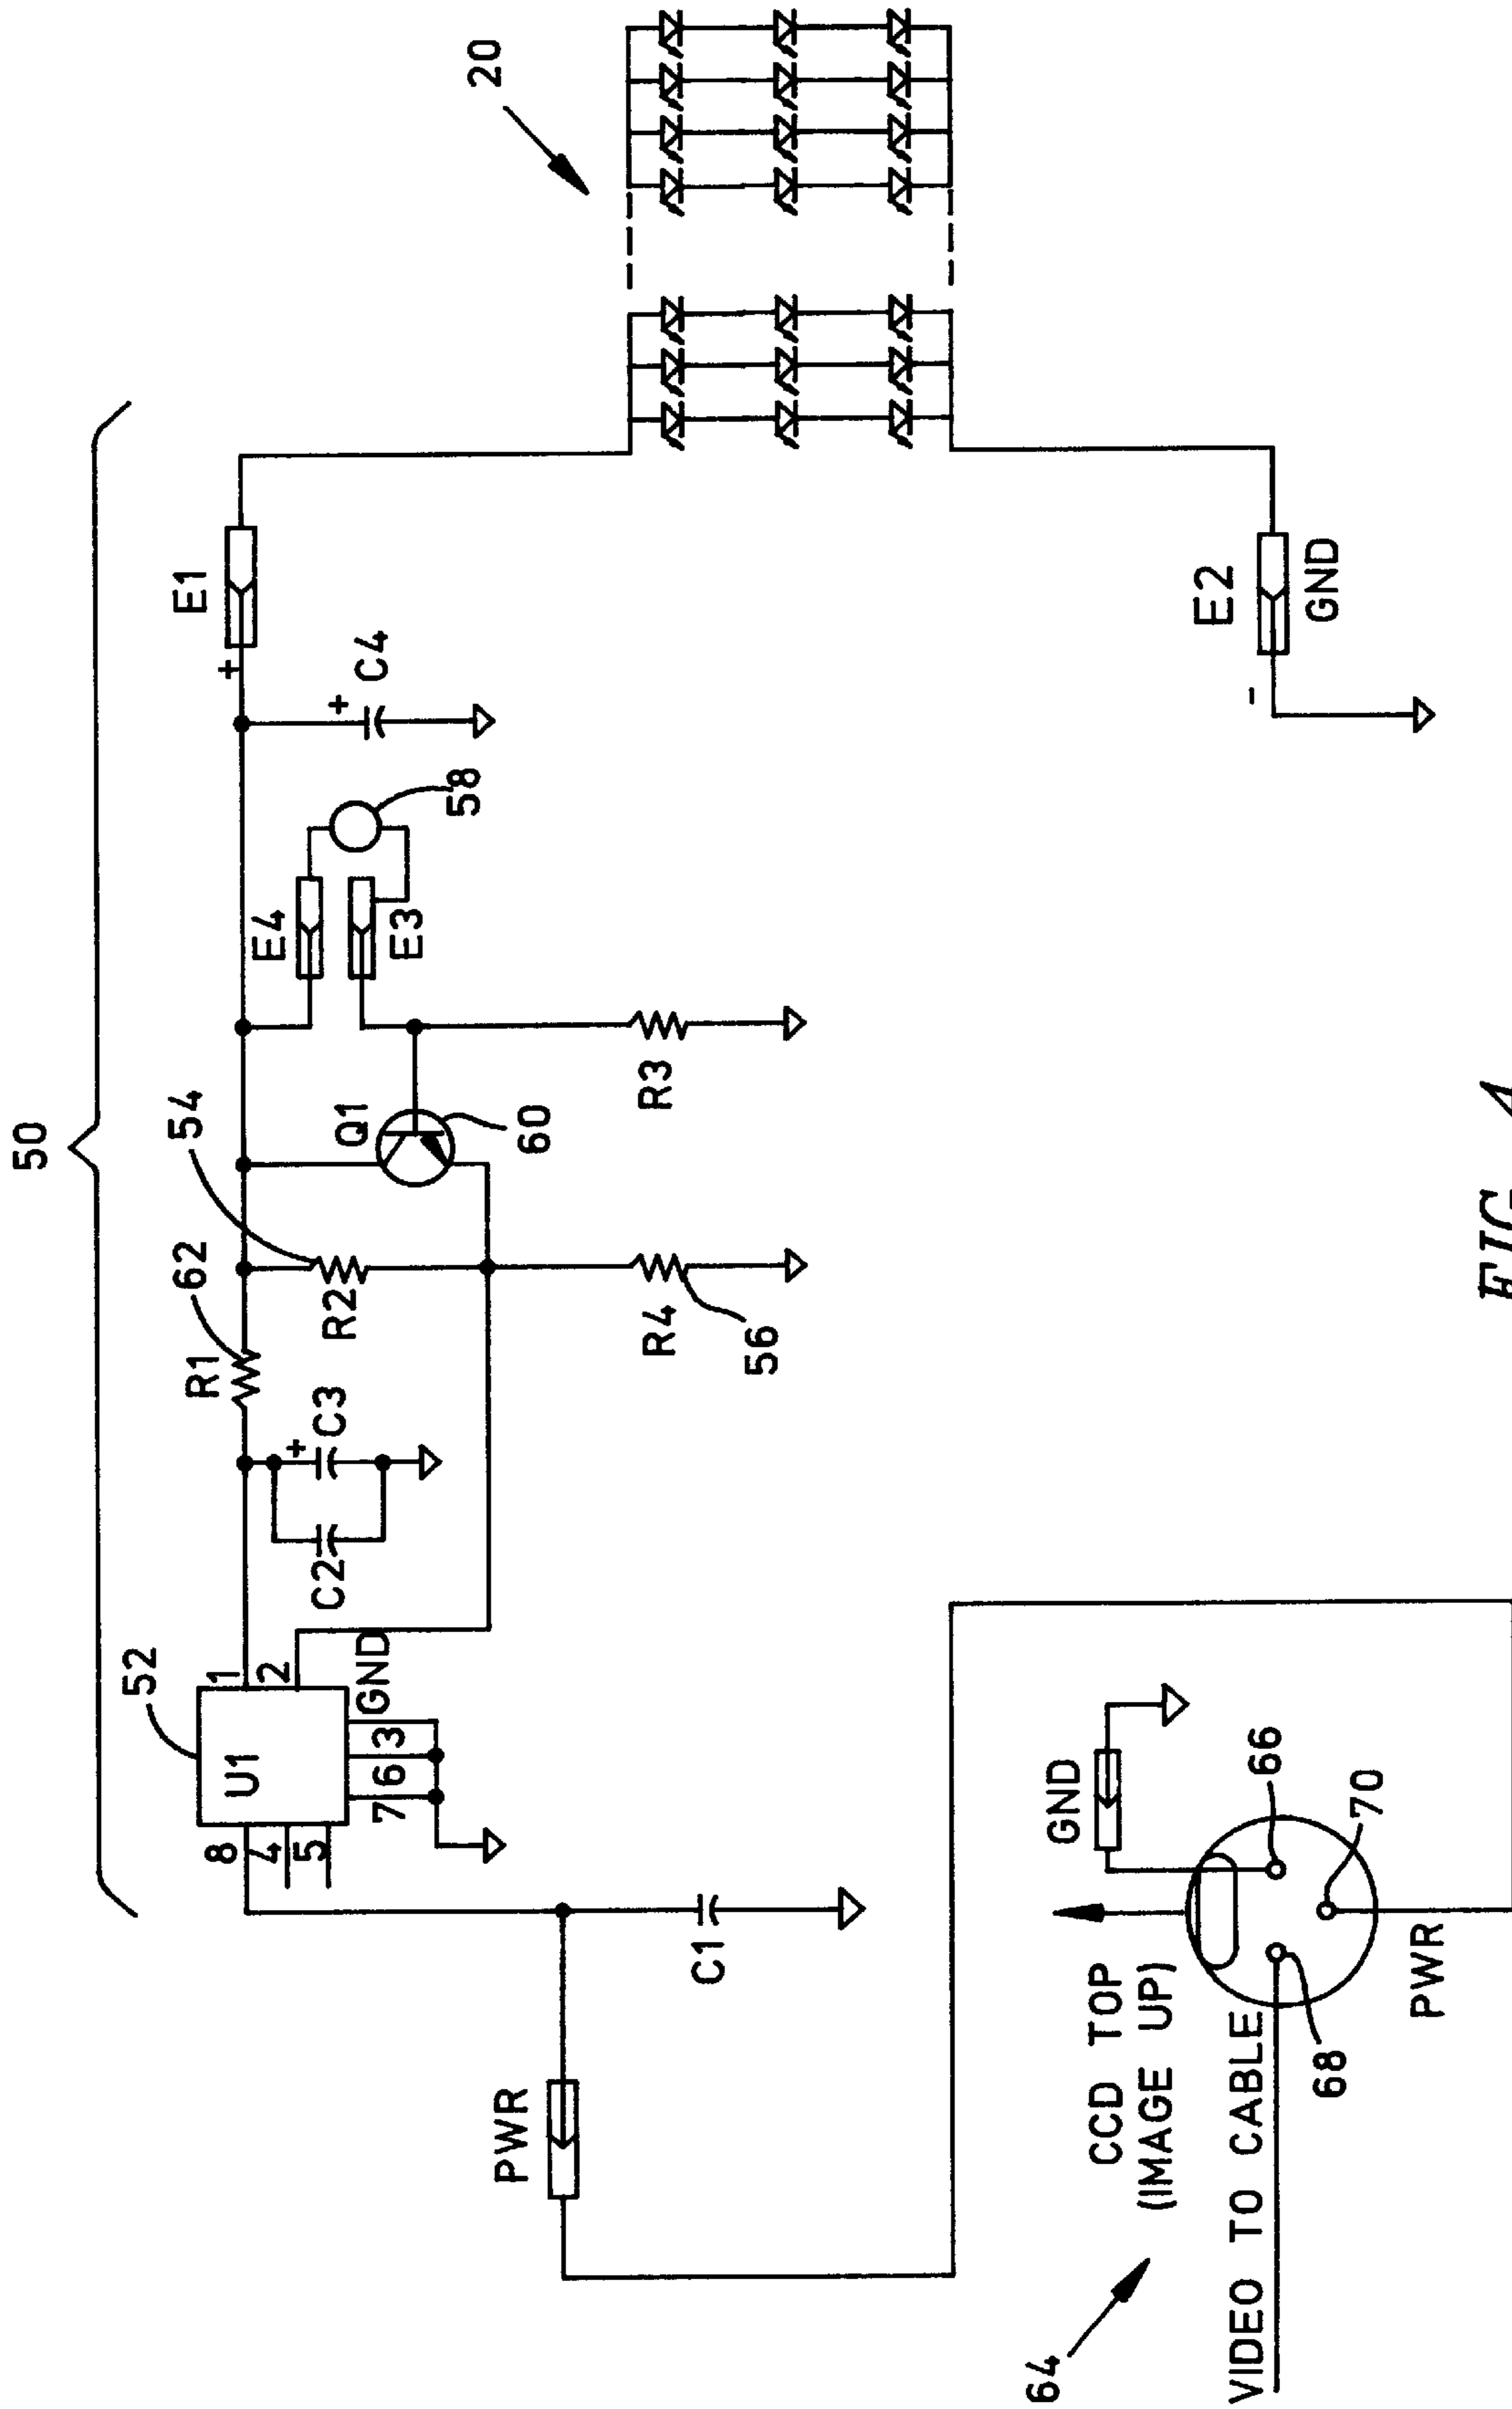 50
52
62
54
E1
+
U1
1
2
8
4
5
7
6
3
GND
R1
+
C3
C2
R2
Q1
60
E4
E3
58
+
C4
20
R4
56
R3
PWR
C1
E2
-
GND
64
CCD TOP
(IMAGE UP)
VIDEO TO CABLE
68
GND
66
70
PWR
FIG. 4